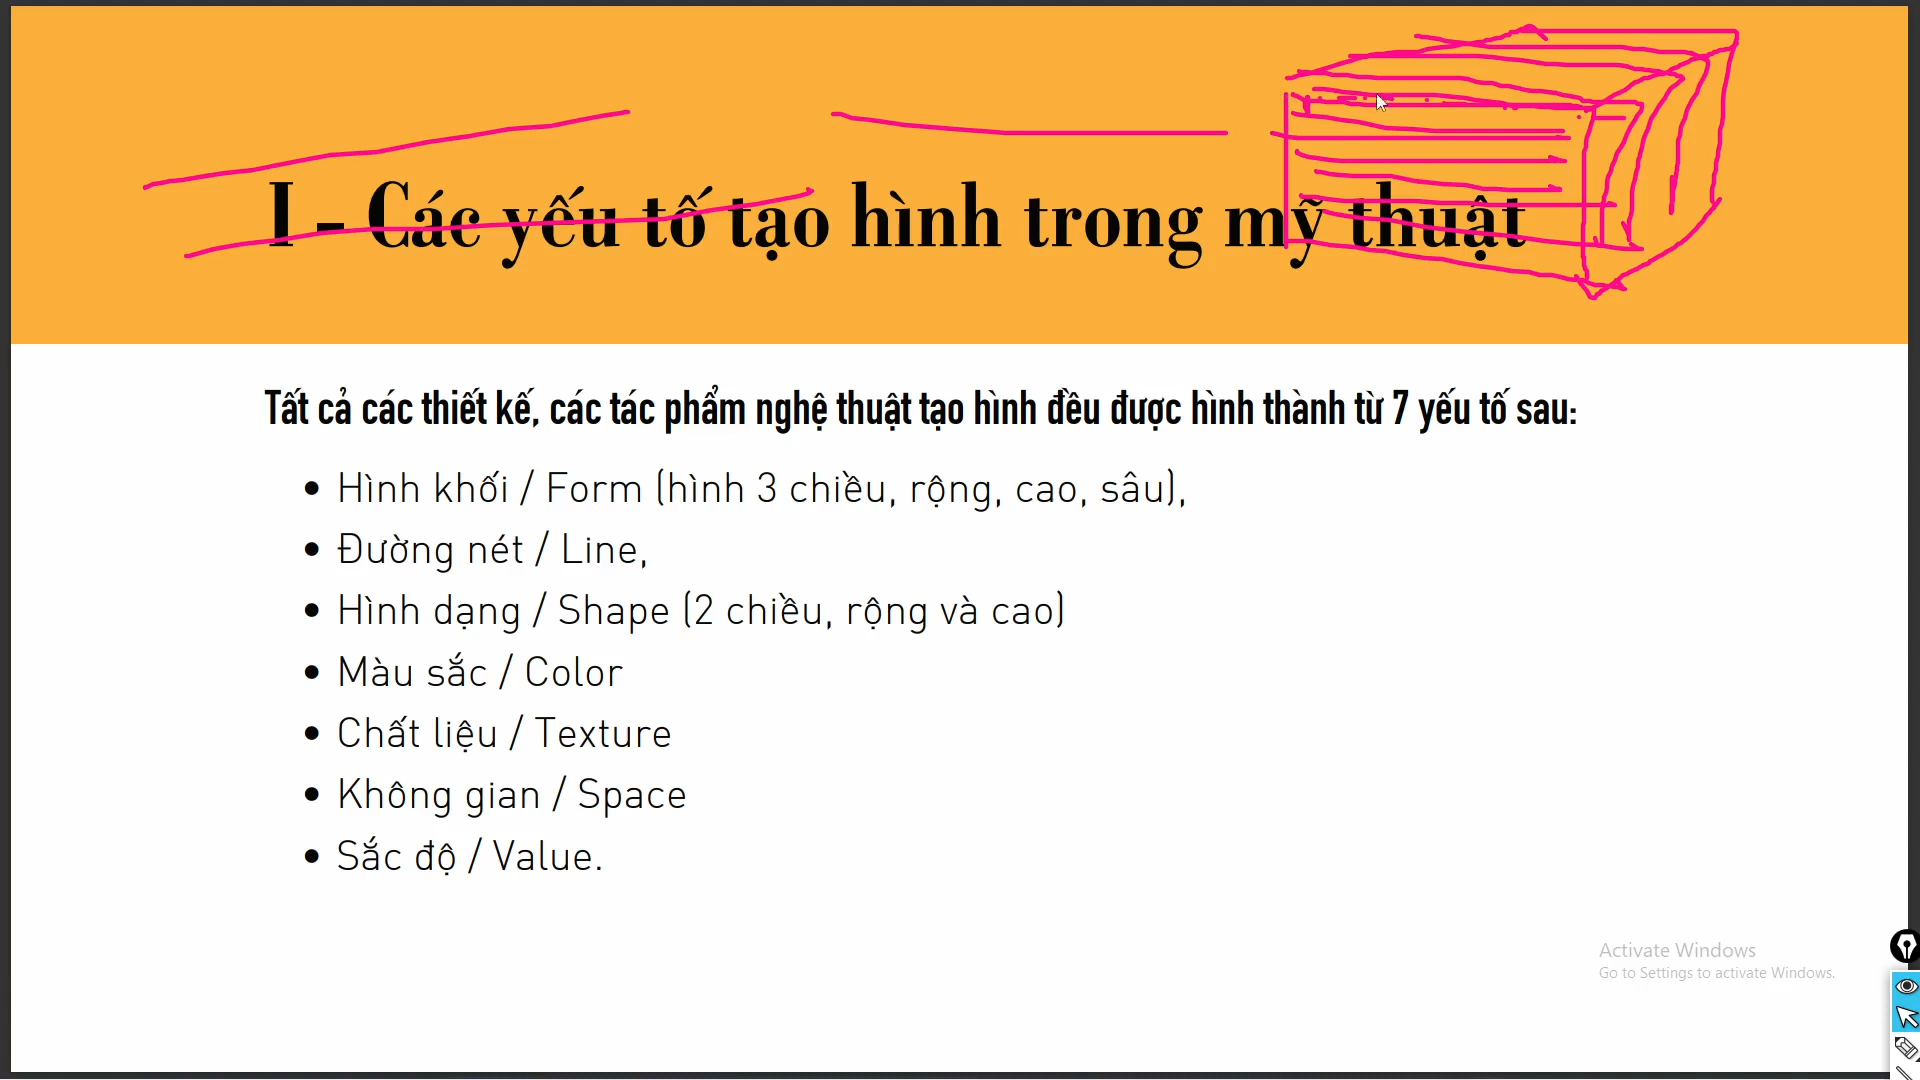 I - Các yếu tố tạo hình trong mỹ thuật
Tất cả các thiết kế, các tác phẩm nghệ thuật tạo hình đều được hình thành từ 7 yếu tố sau:
• Hình khối / Form (hình 3 chiều, rộng, cao, sâu),
• Đường nét / Line,
• Hình dạng / Shape (2 chiều, rộng và cao)
• Màu sắc / Color
• Chất liệu / Texture
• Không gian / Space
• Sắc độ / Value.
Activate Windows
Go to Settings to activate Windows.